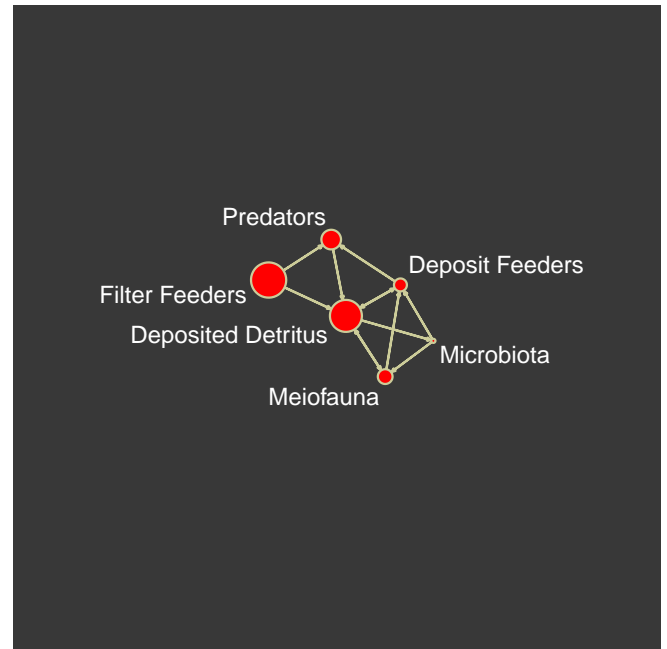 Predators
Deposit Feeders
Filter Feeders
Deposited Detritus
Microbiota
Meiofauna